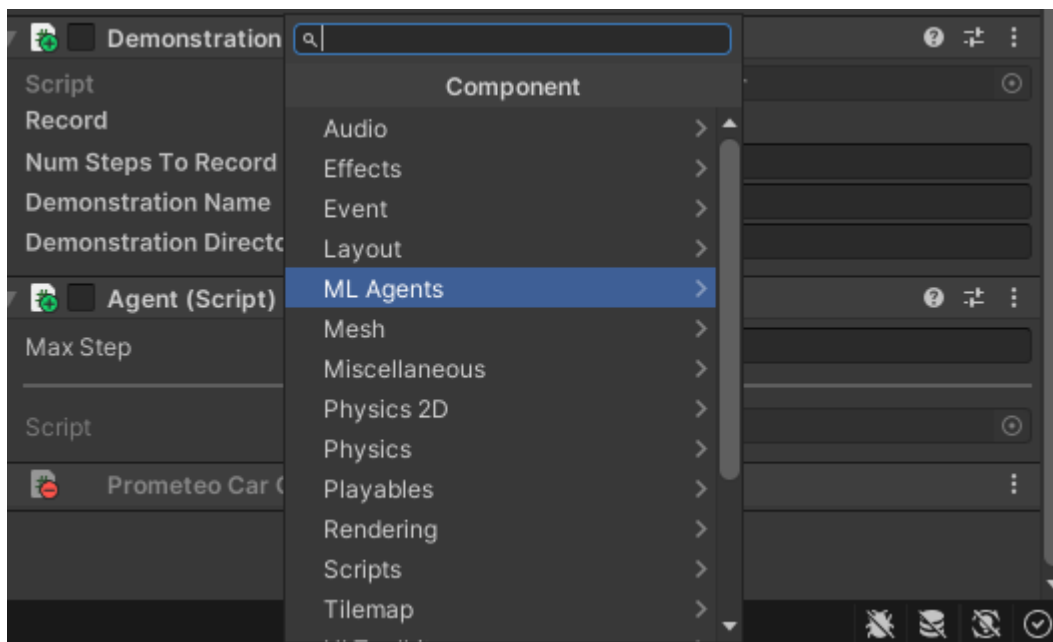 Demonstration
Component
Script
Record
Num Steps To Record
Demonstration Name
Demonstration Directo
Agent (Script)
Max Step
Script
Prometeo Car
Audio
Effects
Event
Layout
ML Agents
Mesh
Miscellaneous
Physics 2D
Physics
Playables
Rendering
Scripts
Tilemap